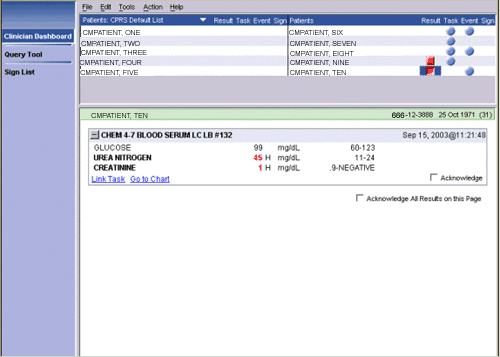 File Edit Tools Action Help
Patients: CPRS Default List Result Task Event Sign Patients Result Task Event Sign
Clinician Dashboard
Query Tool
Sign List
CMPATIENT, ONE CMPATIENT, SIX
CMPATIENT, TWO CMPATIENT, SEVEN
CMPATIENT, THREE CMPATIENT, EIGHT
CMPATIENT, FOUR CMPATIENT, NINE
CMPATIENT, FIVE CMPATIENT, TEN
CMPATIENT, TEN 666-12-3888 25 Oct 1971 (31)
CHEM 4-7 BLOOD SERUM LC LB #132 Sep 15, 2003@11:21:48
GLUCOSE 99 mg/dL 60-123
UREA NITROGEN 45 H mg/dL 11-24
CREATININE 1 H mg/dL .9-NEGATIVE
Link Task Go to Chart Acknowledge
Acknowledge All Results on this Page